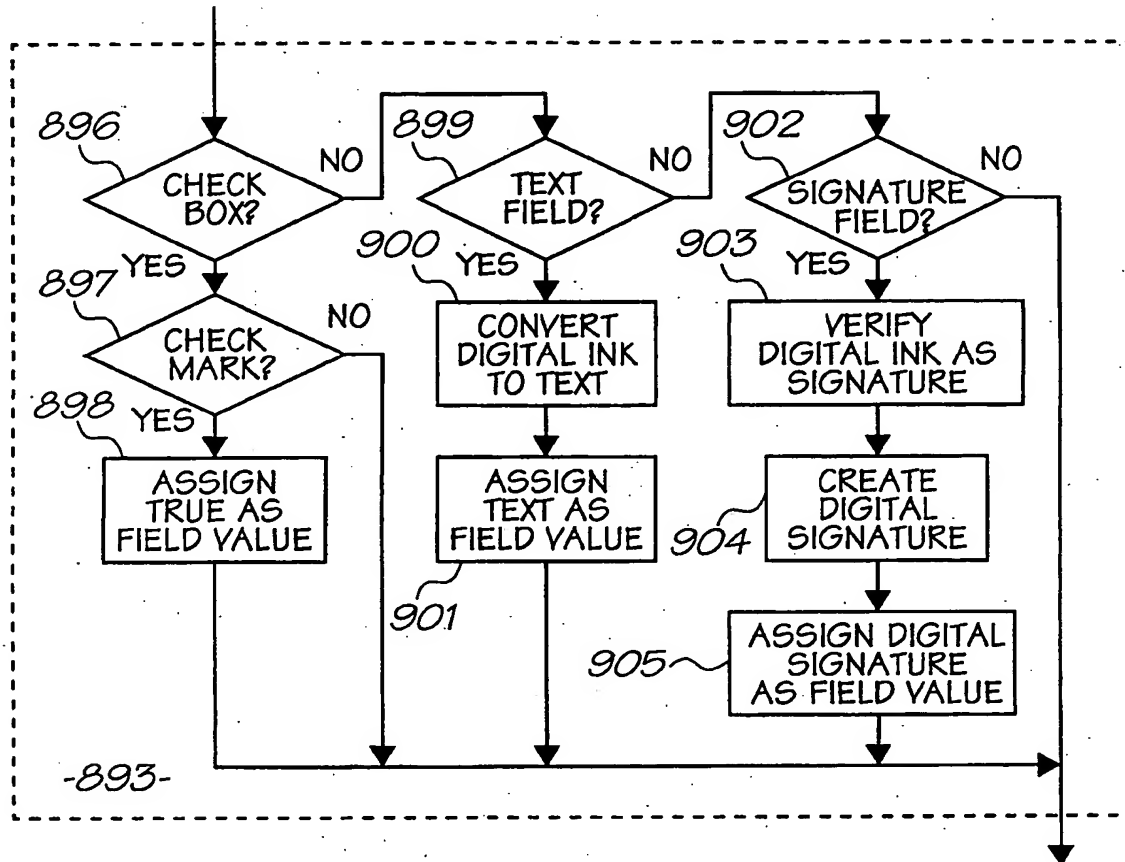 896
CHECK
BOX?
NO
YES
897
CHECK
MARK?
NO
YES
898
ASSIGN
TRUE AS
FIELD VALUE
899
TEXT
FIELD?
NO
YES
900
CONVERT
DIGITAL INK
TO TEXT
ASSIGN
TEXT AS
FIELD VALUE
901
902
SIGNATURE
FIELD?
NO
YES
903
VERIFY
DIGITAL INK AS
SIGNATURE
CREATE
DIGITAL
SIGNATURE
904
ASSIGN DIGITAL
SIGNATURE
AS FIELD VALUE
905
-893-